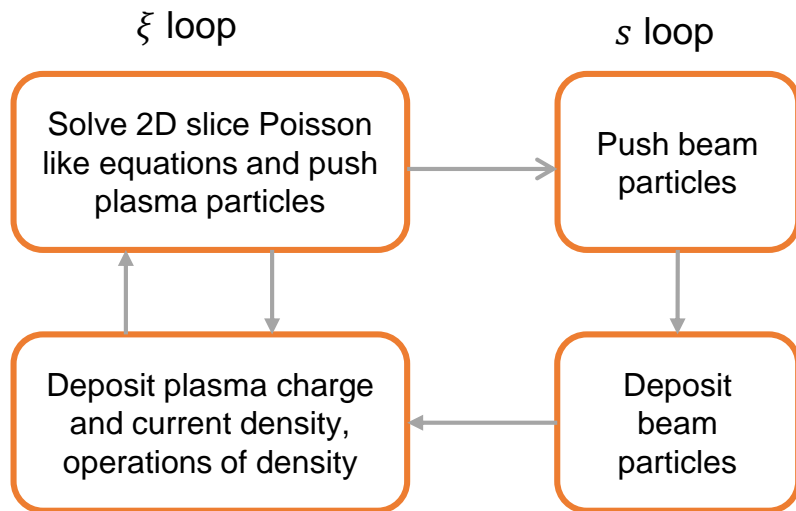 ξ loop
s loop
Solve 2D slice Poisson
like equations and push
plasma particles
Push beam
particles
Deposit plasma charge
and current density,
operations of density
Deposit
beam
particles